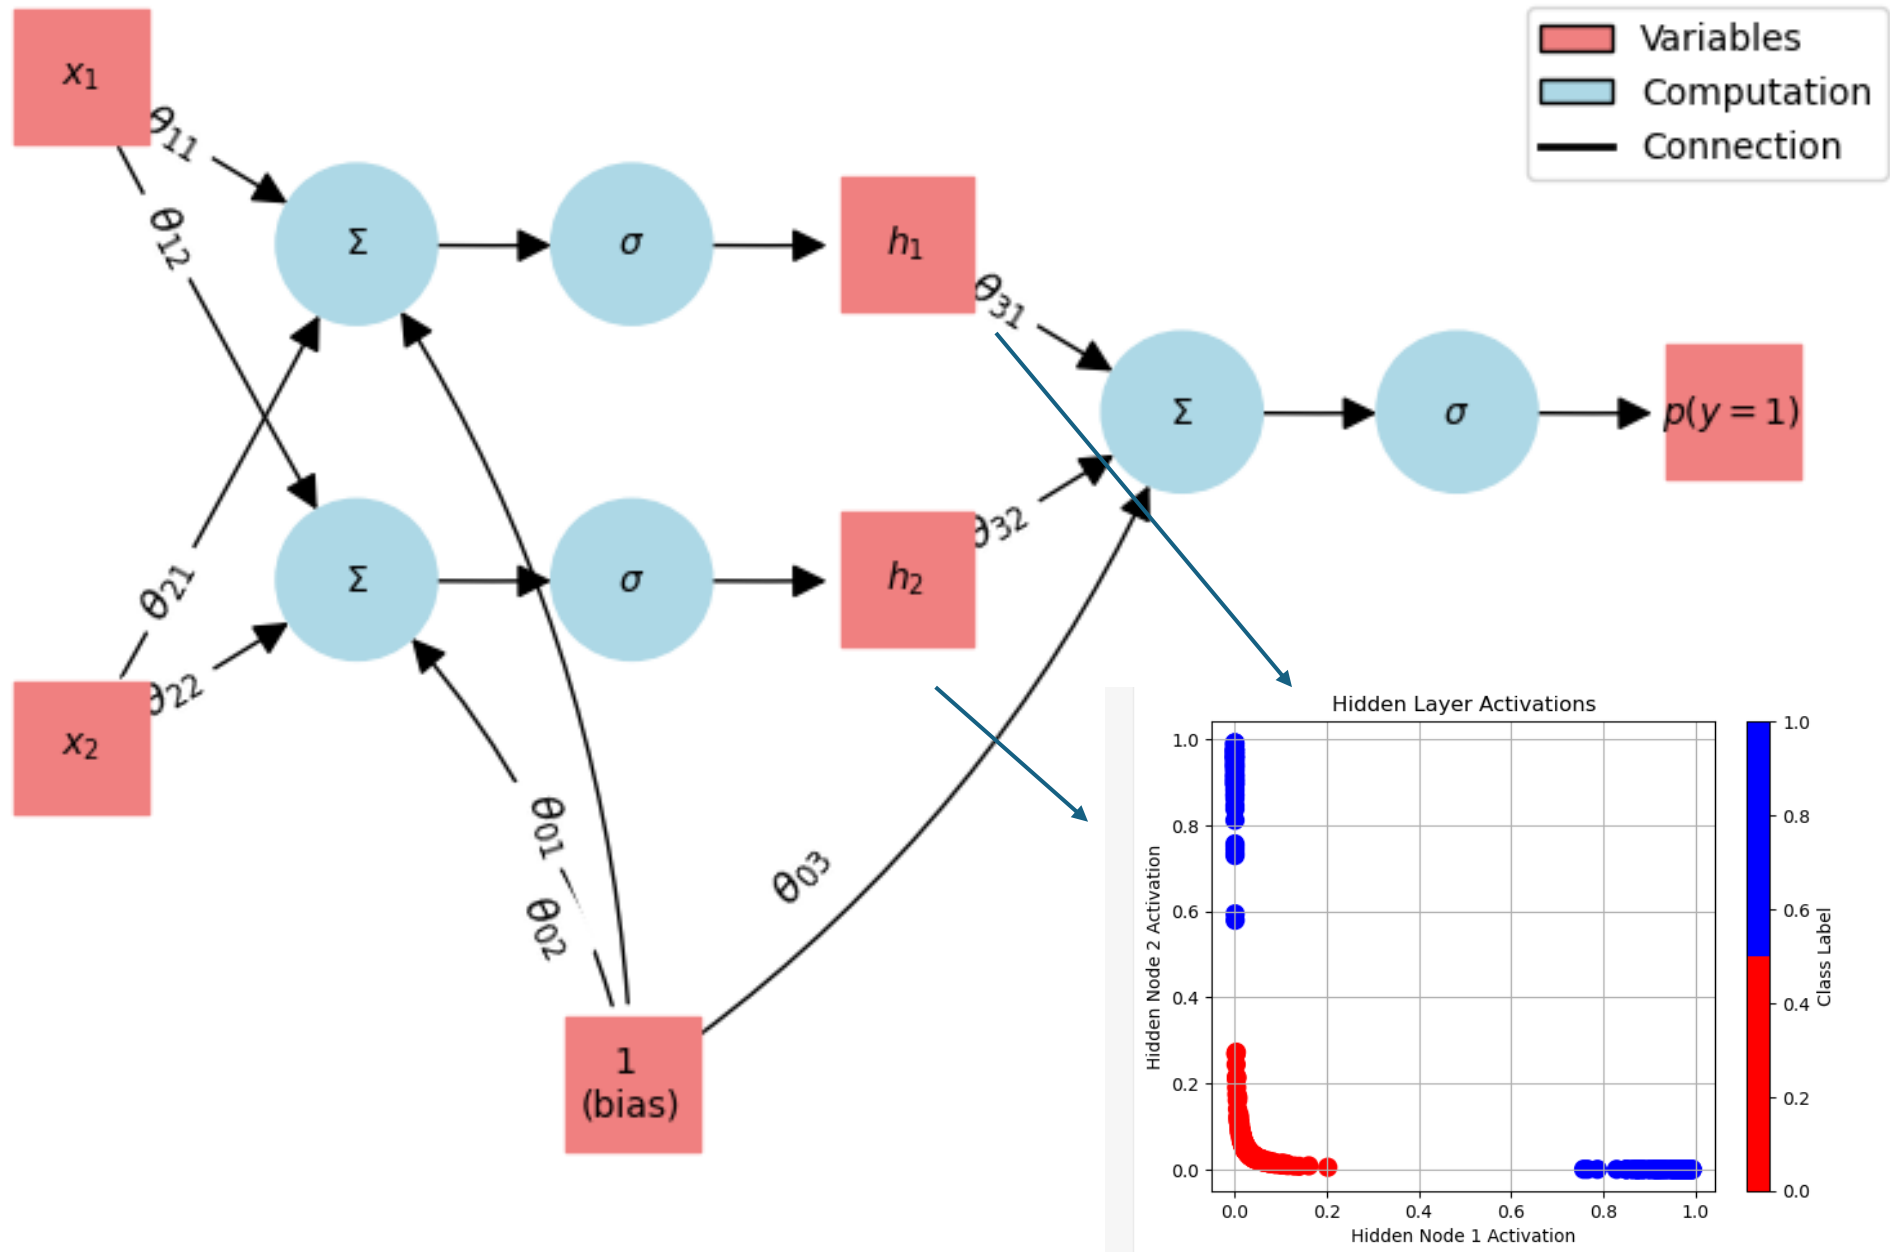 x₁
θ₁₁
θ₁₂
Σ
σ
h₁
θ₃₁
Variables
Computation
Connection
Σ
σ
p(y = 1)
θ₂₁
θ₂₂
x₂
Σ
σ
h₂
θ₃₂
θ₀₁
θ₀₂
θ₀₃
1
(bias)
Hidden Layer Activations
Hidden Node 2 Activation
1.0
0.8
0.6
0.4
0.2
0.0
0.0 0.2 0.4 0.6 0.8 1.0
Hidden Node 1 Activation
1.0
0.8
0.6
0.4
0.2
0.0
Class Label